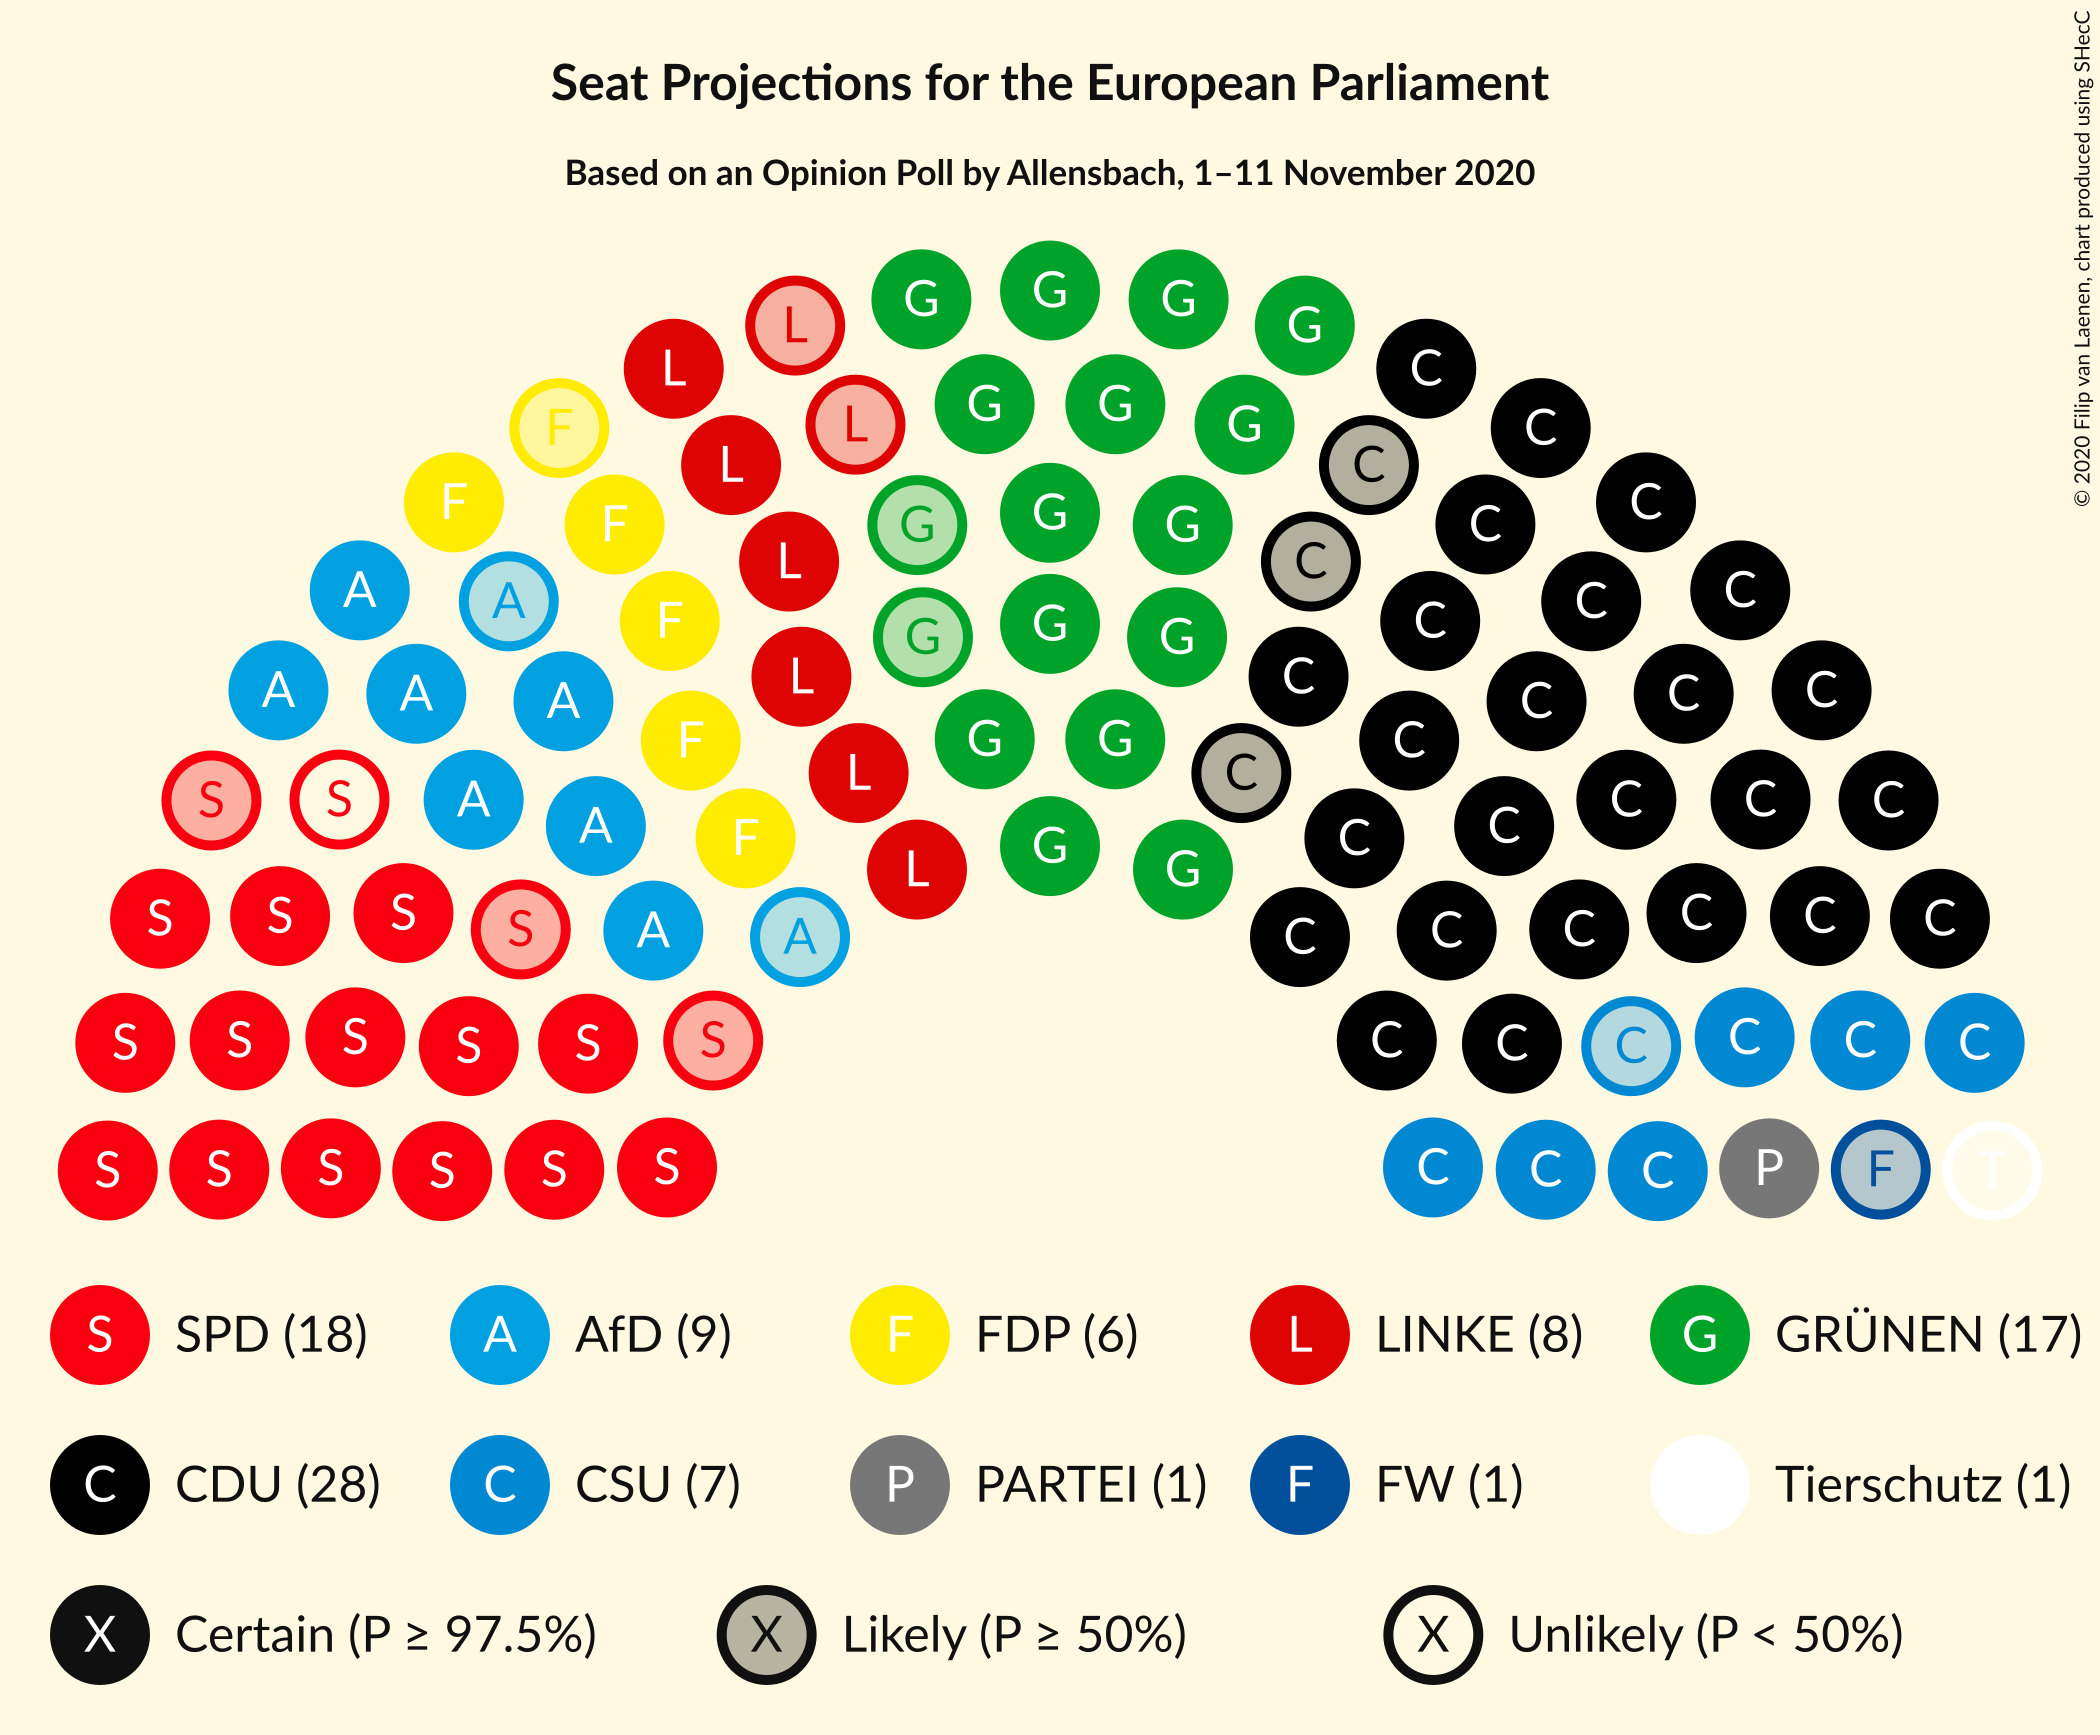 © 2020 Filip van Laenen, chart produced using SHecC
Seat Projections for the European Parliament
Based on an Opinion Poll by Allensbach, 1–11 November 2020
L G G G G
L C
F L G G G C
F L C C
F G G G C
A A L C C C
F G G G C
A A A L C C C C
F G G C
S S A A L C C C C C
F G C
L G
S S S S A A C C C C C C
S S S S S S C C C C C C
S S S S S S C C C P F T
S SPD (18) A AfD (9) F FDP (6) L LINKE (8) G GRÜNEN (17)
C CDU (28) C CSU (7) P PARTEI (1) F FW (1) Tierschutz (1)
X Certain (P ≥ 97.5%) X Likely (P ≥ 50%) X Unlikely (P < 50%)